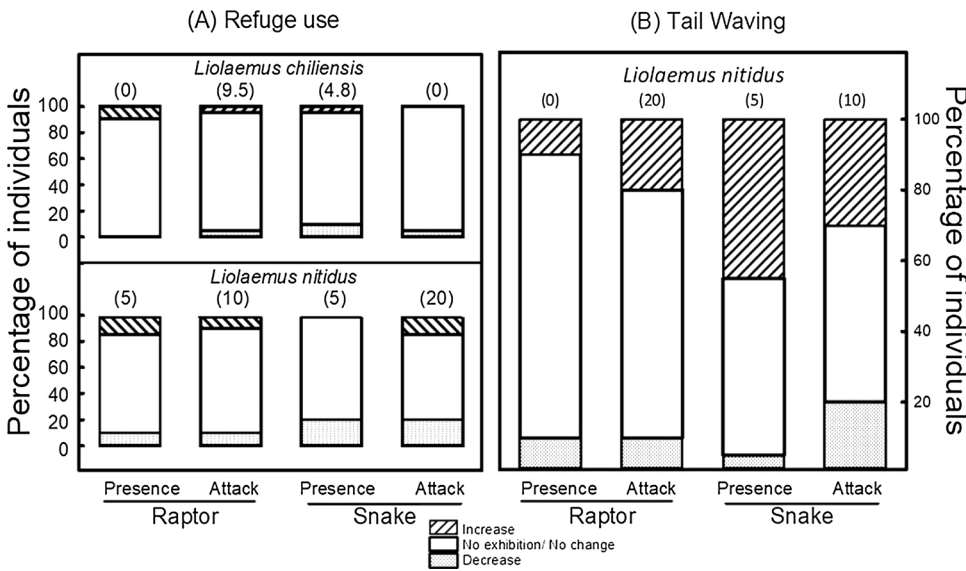 (A) Refuge use
(B) Tail Waving
Percentage of individuals
Liolaemus chiliensis
(0) (9.5) (4.8) (0)
100
80
60
40
20
0
Liolaemus nitidus
(5) (10) (5) (20)
100
80
60
40
20
0
Presence Attack Presence Attack
Raptor Snake
Liolaemus nitidus
(0) (20) (5) (10)
100
80
60
40
20
Percentage of individuals
Presence Attack Presence Attack
Raptor Snake
Increase
No exhibition/ No change
Decrease